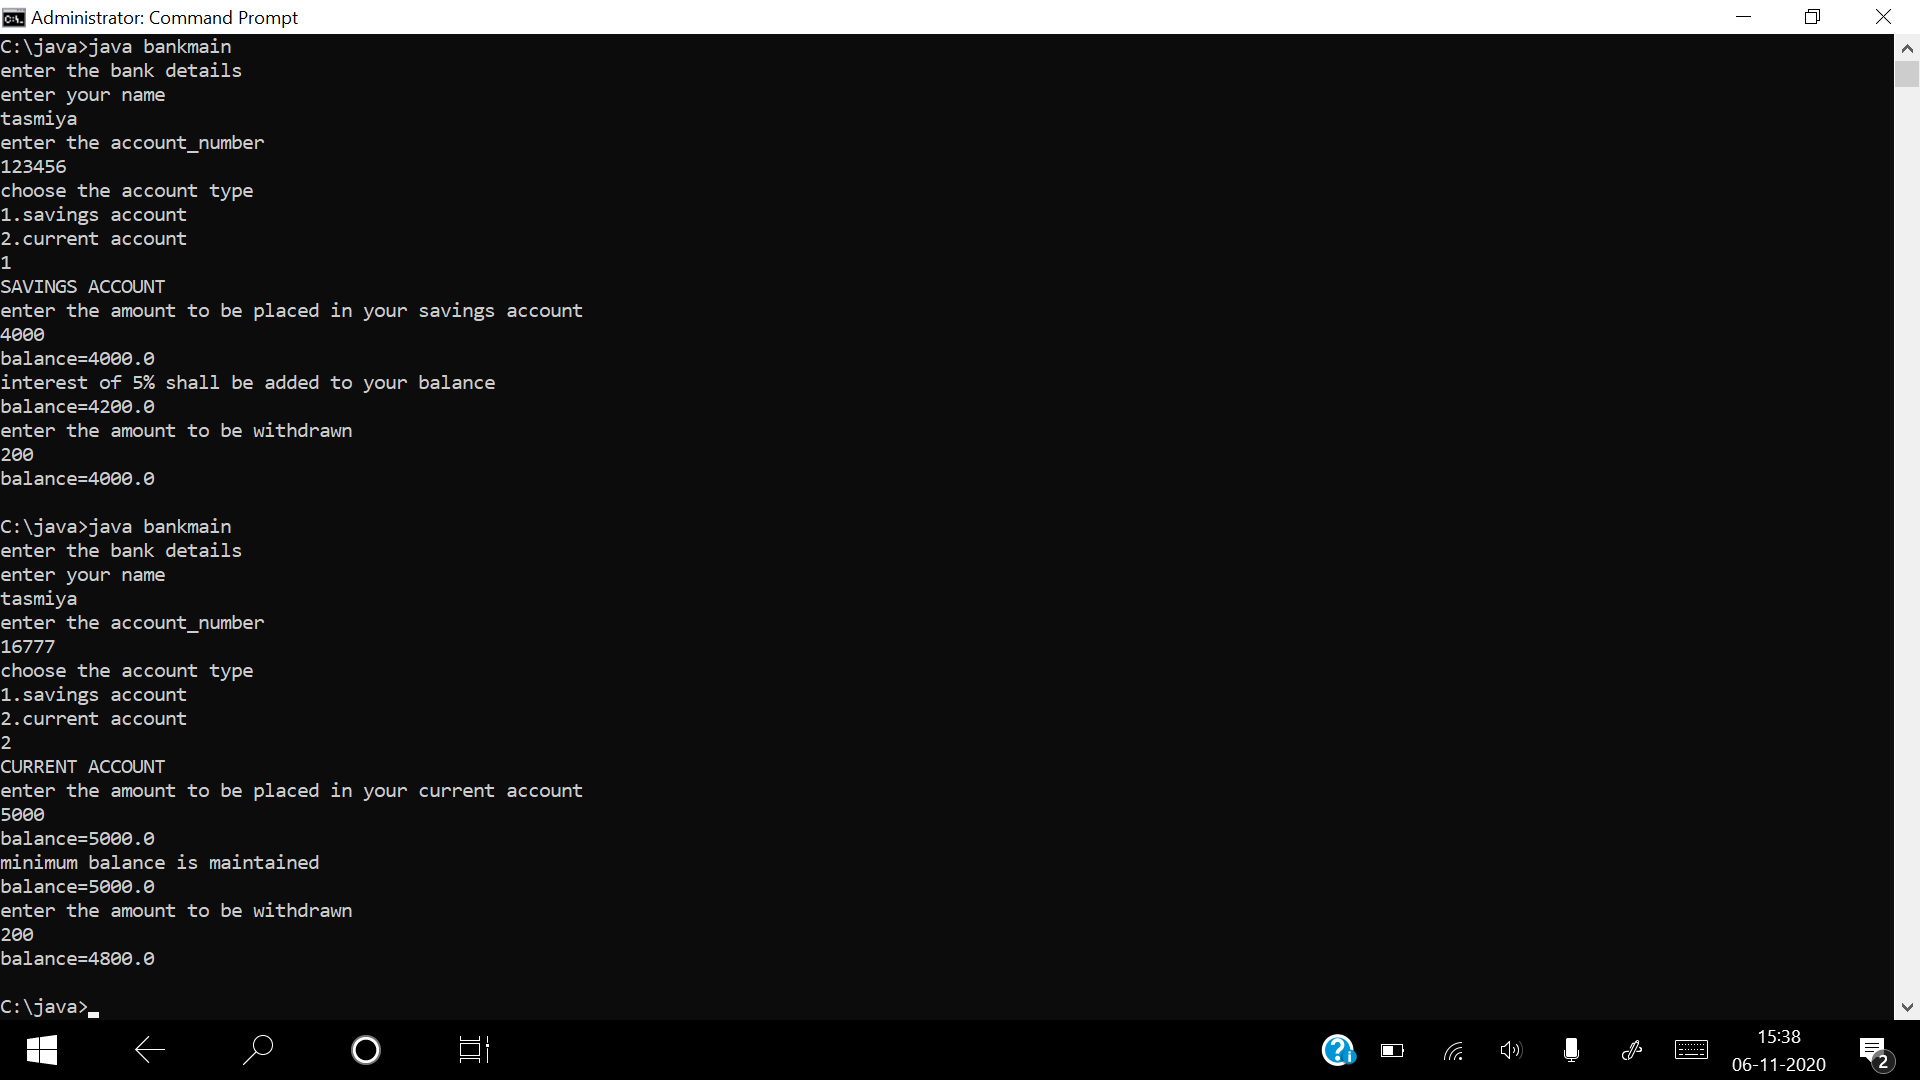 Administrator: Command Prompt
C:\java>java bankmain
enter the bank details
enter your name
tasmiya
enter the account_number
123456
choose the account type
1.savings account
2.current account
1
SAVINGS ACCOUNT
enter the amount to be placed in your savings account
4000
balance=4000.0
interest of 5% shall be added to your balance
balance=4200.0
enter the amount to be withdrawn
200
balance=4000.0
C:\java>java bankmain
enter the bank details
enter your name
tasmiya
enter the account_number
16777
choose the account type
1.savings account
2.current account
2
CURRENT ACCOUNT
enter the amount to be placed in your current account
5000
balance=5000.0
minimum balance is maintained
balance=5000.0
enter the amount to be withdrawn
200
balance=4800.0
C:\java>
15:38
06-11-2020
2